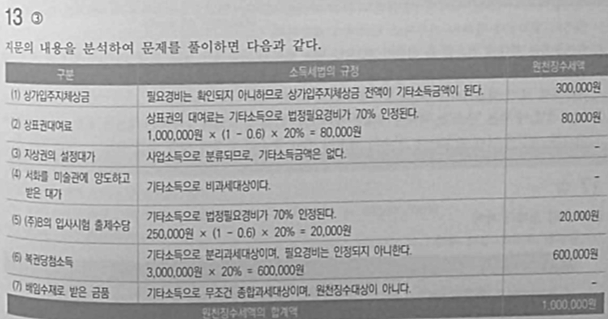 13 ③
지문의 내용을 분석하여 문제를 풀이하면 다음과 같다.
구분 소득세법의 규정 원천징수세액
(1) 상가입주지체상금 필요경비는 확인되지 아니하므로 상가입주지체상금 전액이 기타소득금액이 된다. 300,000원
(2) 상표권대여료 상표권의 대여료는 기타소득으로 법정필요경비가 70% 인정된다. 80,000원
1,000,000원 × (1 - 0.6) × 20% = 80,000원
(3) 지상권의 설정대가 사업소득으로 분류되므로, 기타소득금액은 없다. -
(4) 서화를 미술관에 양도하고 기타소득으로 비과세대상이다. -
받은 대가
(5) (주)B의 입사시험 출제수당 기타소득으로 법정필요경비가 70% 인정된다. 20,000원
250,000원 × (1 - 0.6) × 20% = 20,000원
(6) 복권당첨소득 기타소득으로 분리과세대상이며, 필요경비는 인정되지 아니한다. 600,000원
3,000,000원 × 20% = 600,000원
(7) 배임수재로 받은 금품 기타소득으로 무조건 종합과세대상이며, 원천징수대상이 아니다. -
원천징수세액의 합계액 1,000,000원